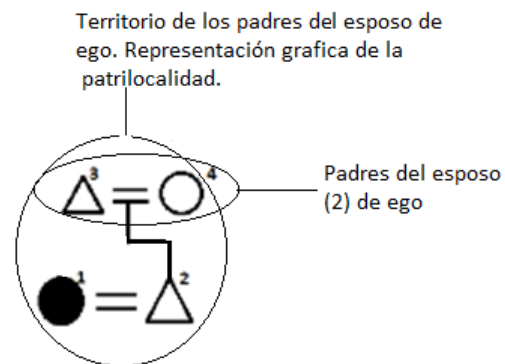 Territorio de los padres del esposo de
ego. Representación grafica de la
patrilocalidad.
3
4
Padres del esposo
(2) de ego
1
2